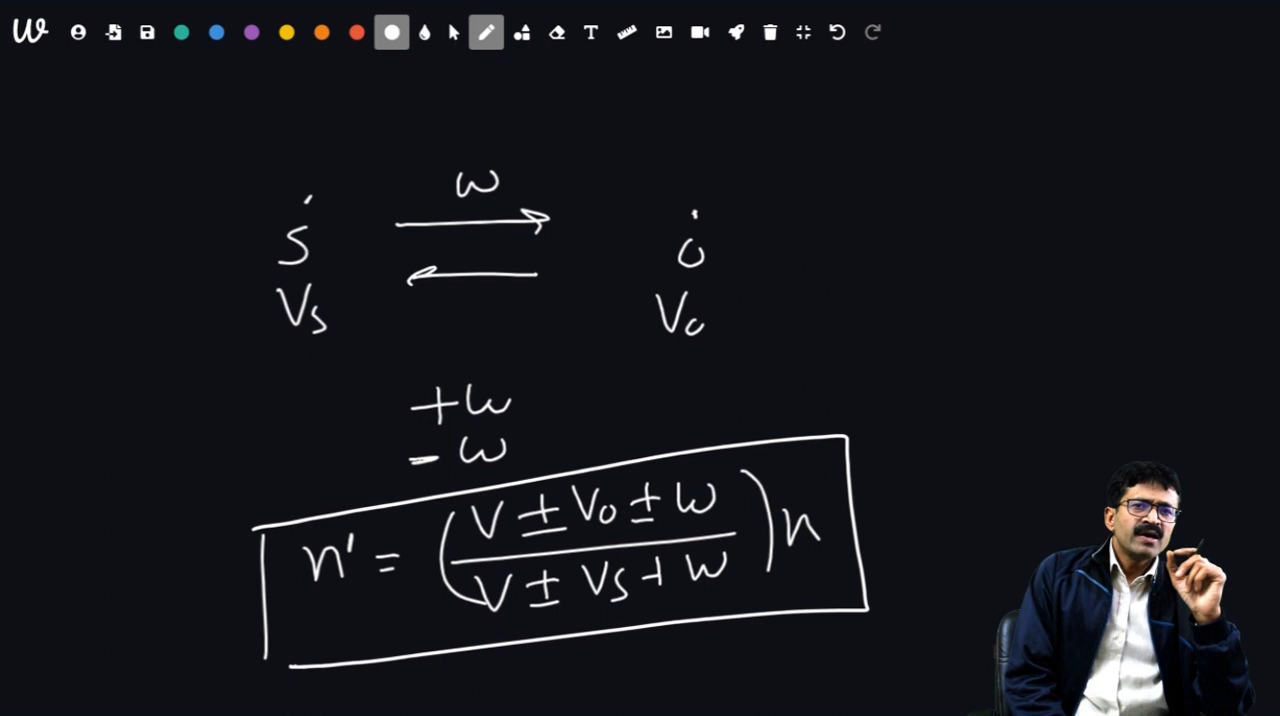 W
T
ω
S
O
Vs
Vo
+ω
-ω
n' = (V ± Vo ± ω / V ± Vs + ω) n